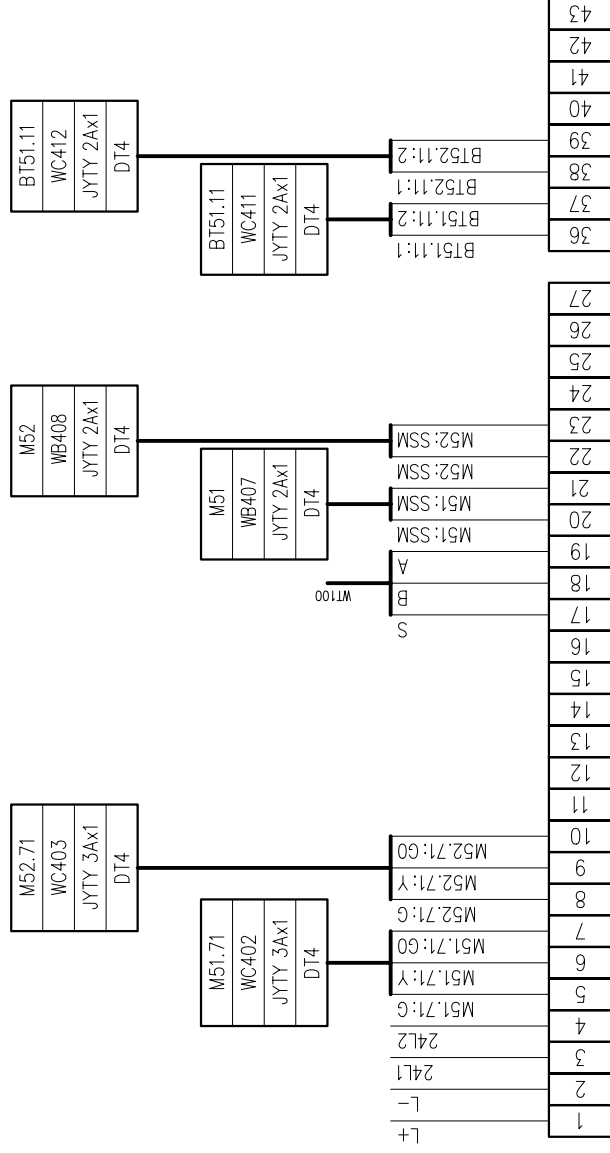 BT51.11
WC412
JYTY 2Ax1
DT4
BT51.11
WC411
JYTY 2Ax1
DT4
M52
WB408
JYTY 2Ax1
DT4
M51
WB407
JYTY 2Ax1
DT4
WT100
M52.71
WC403
JYTY 3Ax1
DT4
M51.71
WC402
JYTY 3Ax1
DT4
BT52.11:2
BT52.11:1
BT51.11:2
BT51.11:1
M52:SSM
M52:SSM
M51:SSM
M51:SSM
A
B
S
M52.71:G0
M52.71:Y
M52.71:G
M51.71:G0
M51.71:Y
M51.71:G
24L2
24L1
L-
L+
43
42
41
40
39
38
37
36
27
26
25
24
23
22
21
20
19
18
17
16
15
14
13
12
11
10
9
8
7
6
5
4
3
2
1